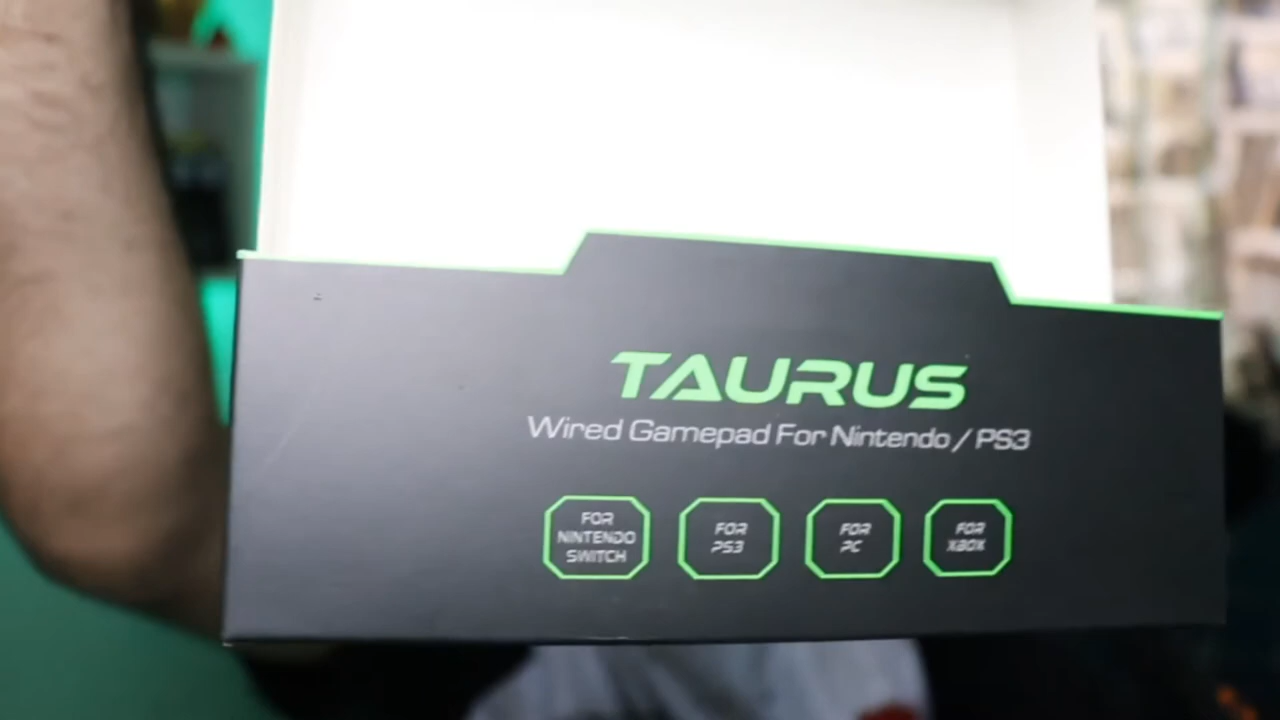 TAURUS
Wired Gamepad For Nintendo / PS3
FOR
NINTENDO
SWITCH
FOR
PS3
FOR
PC
FOR
XBOX